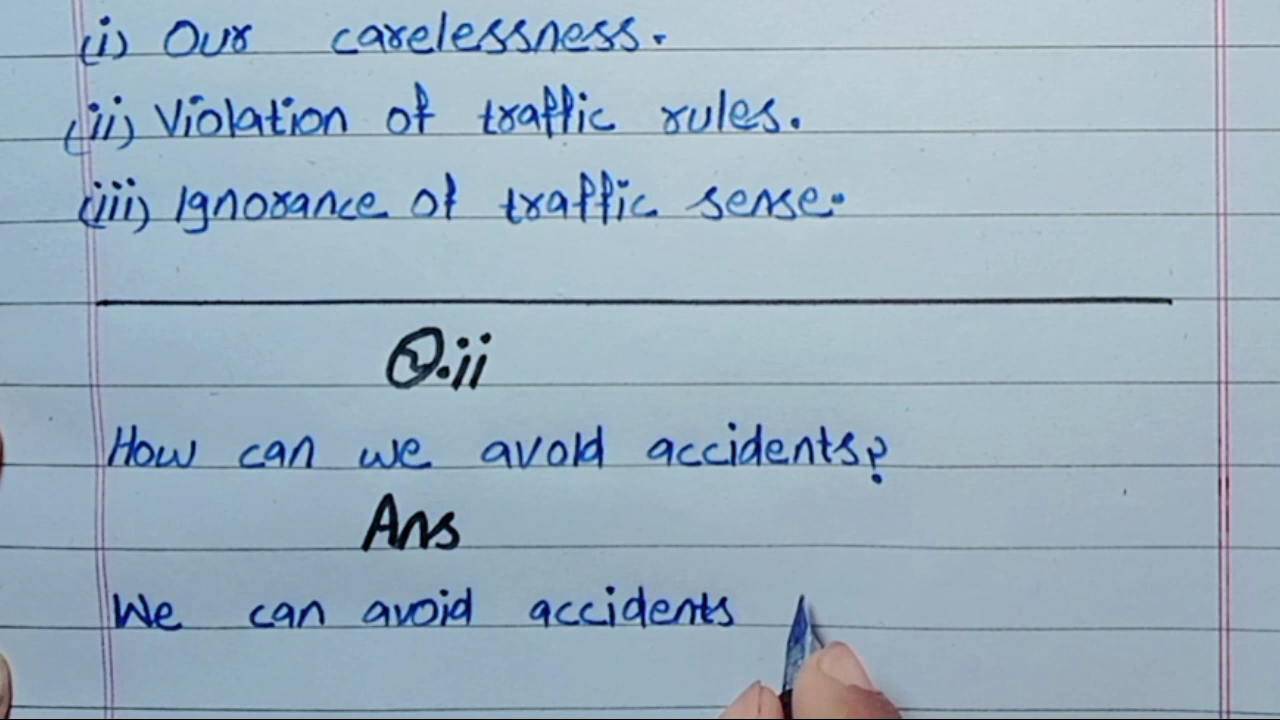 (i) Our carelessness.
(ii) Violation of traffic rules.
(iii) Ignorance of traffic sense.
Q.ii
How can we avoid accidents?
Ans
We can avoid accidents